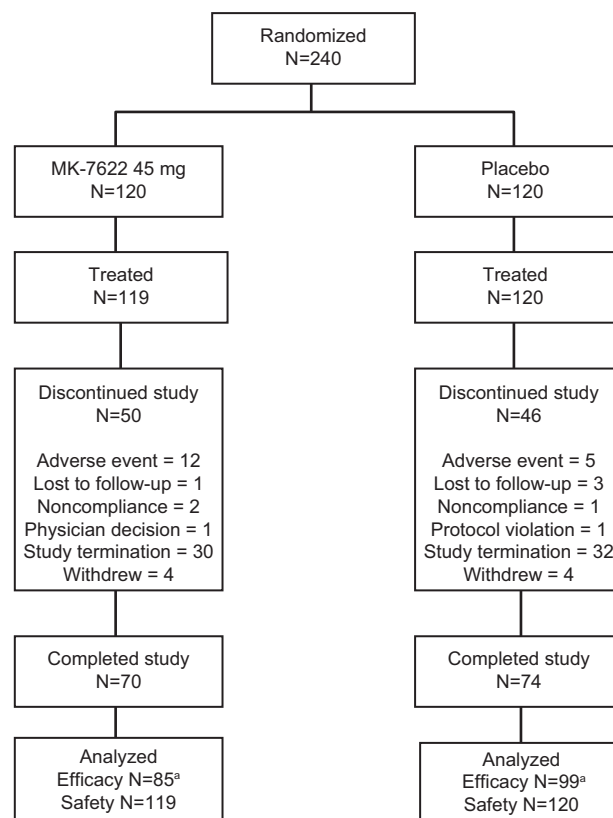 Randomized
N=240
MK-7622 45 mg
N=120
Placebo
N=120
Treated
N=119
Treated
N=120
Discontinued study
N=50
Adverse event = 12
Lost to follow-up = 1
Noncompliance = 2
Physician decision = 1
Study termination = 30
Withdrew = 4
Discontinued study
N=46
Adverse event = 5
Lost to follow-up = 3
Noncompliance = 1
Protocol violation = 1
Study termination = 32
Withdrew = 4
Completed study
N=70
Completed study
N=74
Analyzed
Efficacy N=85ᵃ
Safety N=119
Analyzed
Efficacy N=99ᵃ
Safety N=120